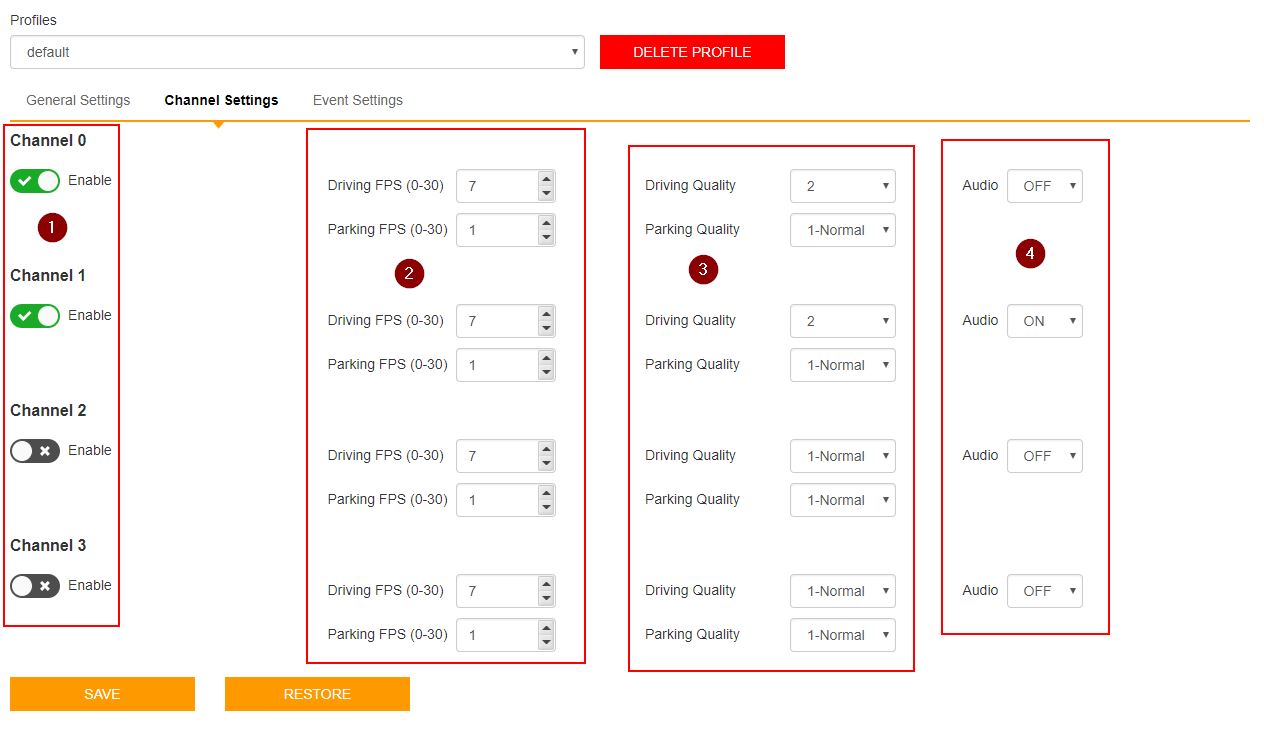 Profiles
default DELETE PROFILE
General Settings Channel Settings Event Settings
Channel 0
Enable Driving FPS (0-30) 7 Driving Quality 2 Audio OFF
Parking FPS (0-30) 1 Parking Quality 1-Normal
1 2 3 4
Channel 1
Enable Driving FPS (0-30) 7 Driving Quality 2 Audio ON
Parking FPS (0-30) 1 Parking Quality 1-Normal
Channel 2
Enable Driving FPS (0-30) 7 Driving Quality 1-Normal Audio OFF
Parking FPS (0-30) 1 Parking Quality 1-Normal
Channel 3
Enable Driving FPS (0-30) 7 Driving Quality 1-Normal Audio OFF
Parking FPS (0-30) 1 Parking Quality 1-Normal
SAVE RESTORE